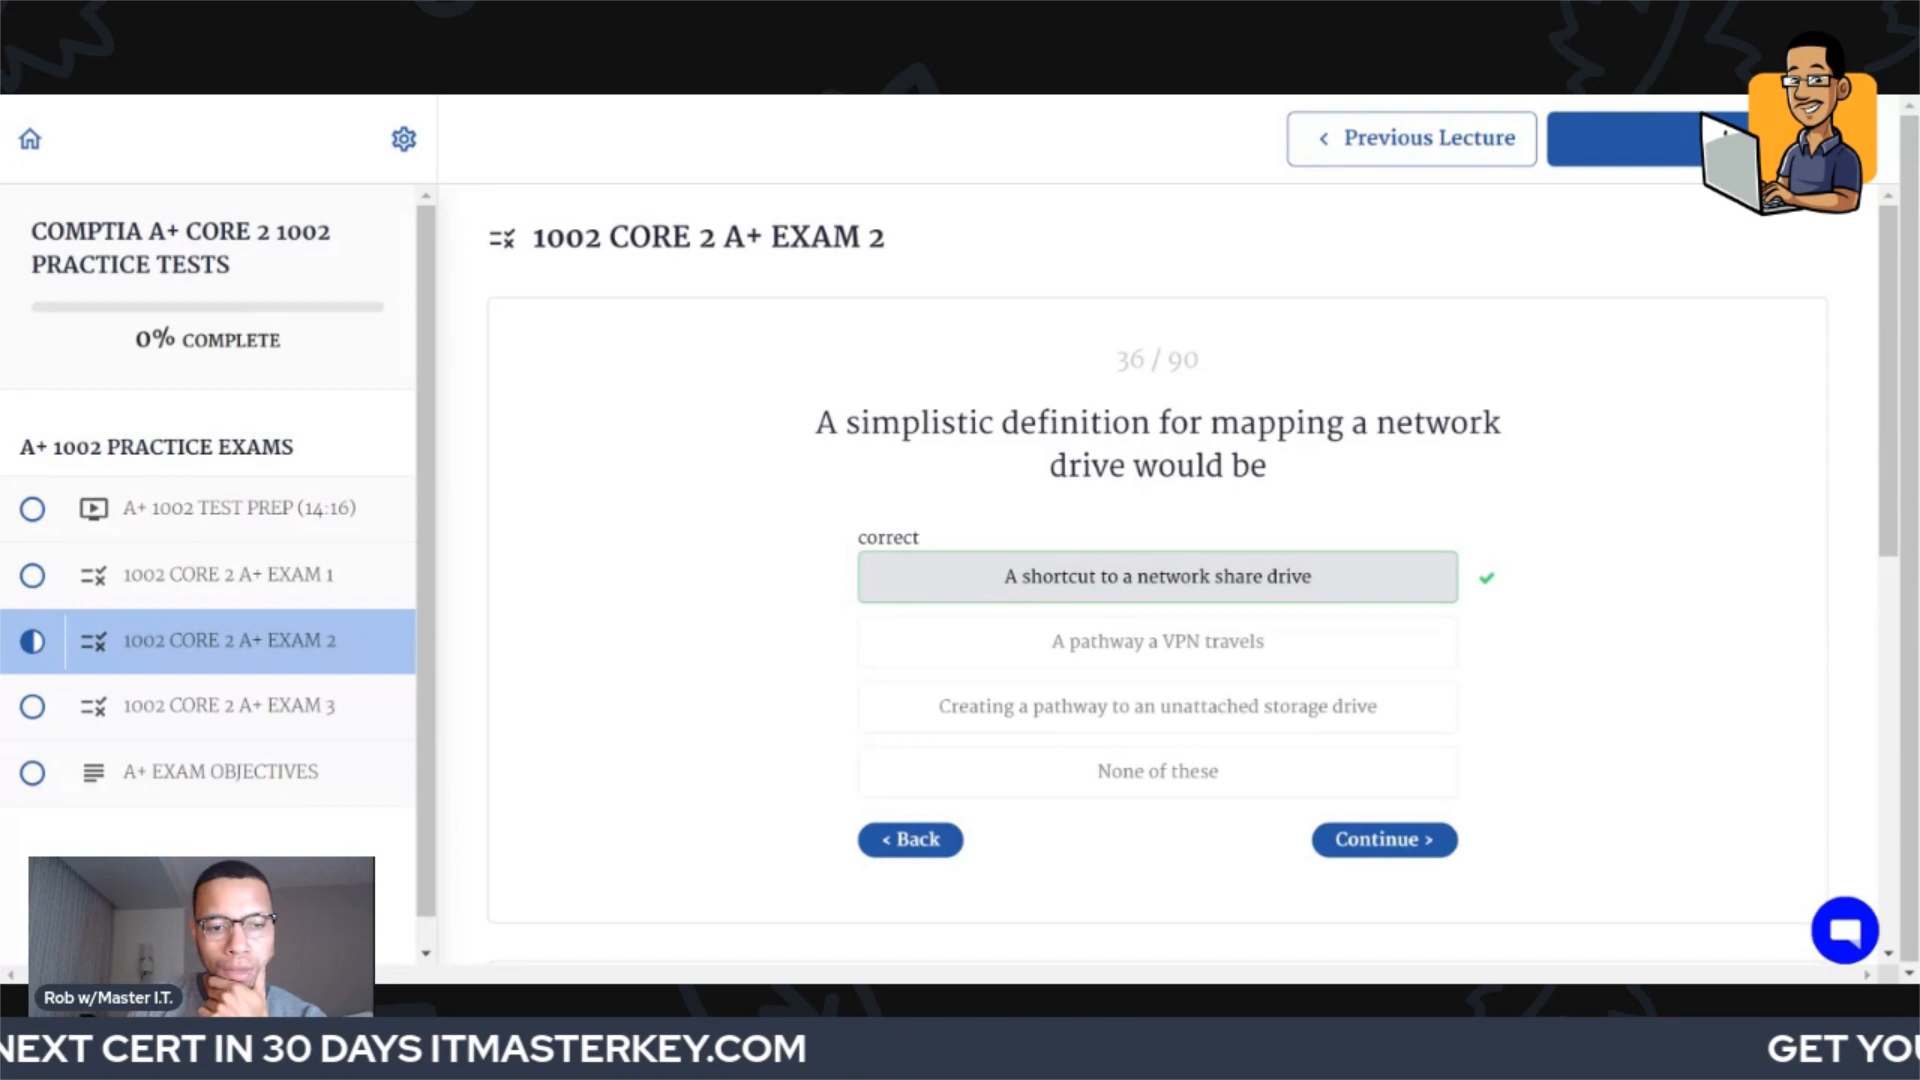 < Previous Lecture
COMPTIA A+ CORE 2 1002
PRACTICE TESTS
0% COMPLETE
A+ 1002 PRACTICE EXAMS
A+ 1002 TEST PREP (14:16)
1002 CORE 2 A+ EXAM 1
1002 CORE 2 A+ EXAM 2
1002 CORE 2 A+ EXAM 3
A+ EXAM OBJECTIVES
1002 CORE 2 A+ EXAM 2
36 / 90
A simplistic definition for mapping a network
drive would be
correct
A shortcut to a network share drive
A pathway a VPN travels
Creating a pathway to an unattached storage drive
None of these
< Back
Continue >
Rob w/Master I.T.
NEXT CERT IN 30 DAYS ITMASTERKEY.COM
GET YOU